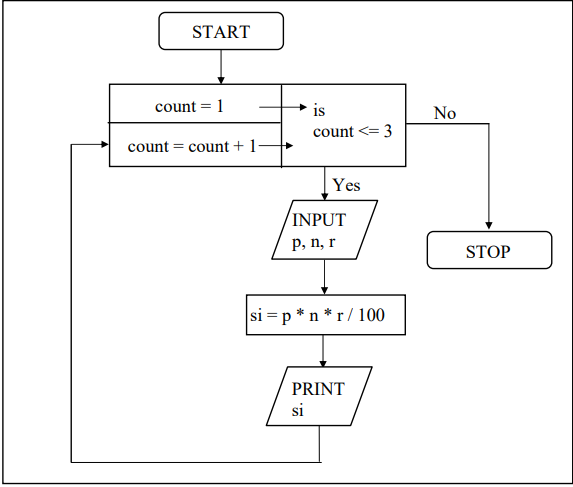 START
count = 1
is
count <= 3
count = count + 1
No
Yes
INPUT
p, n, r
STOP
si = p * n * r / 100
PRINT
si